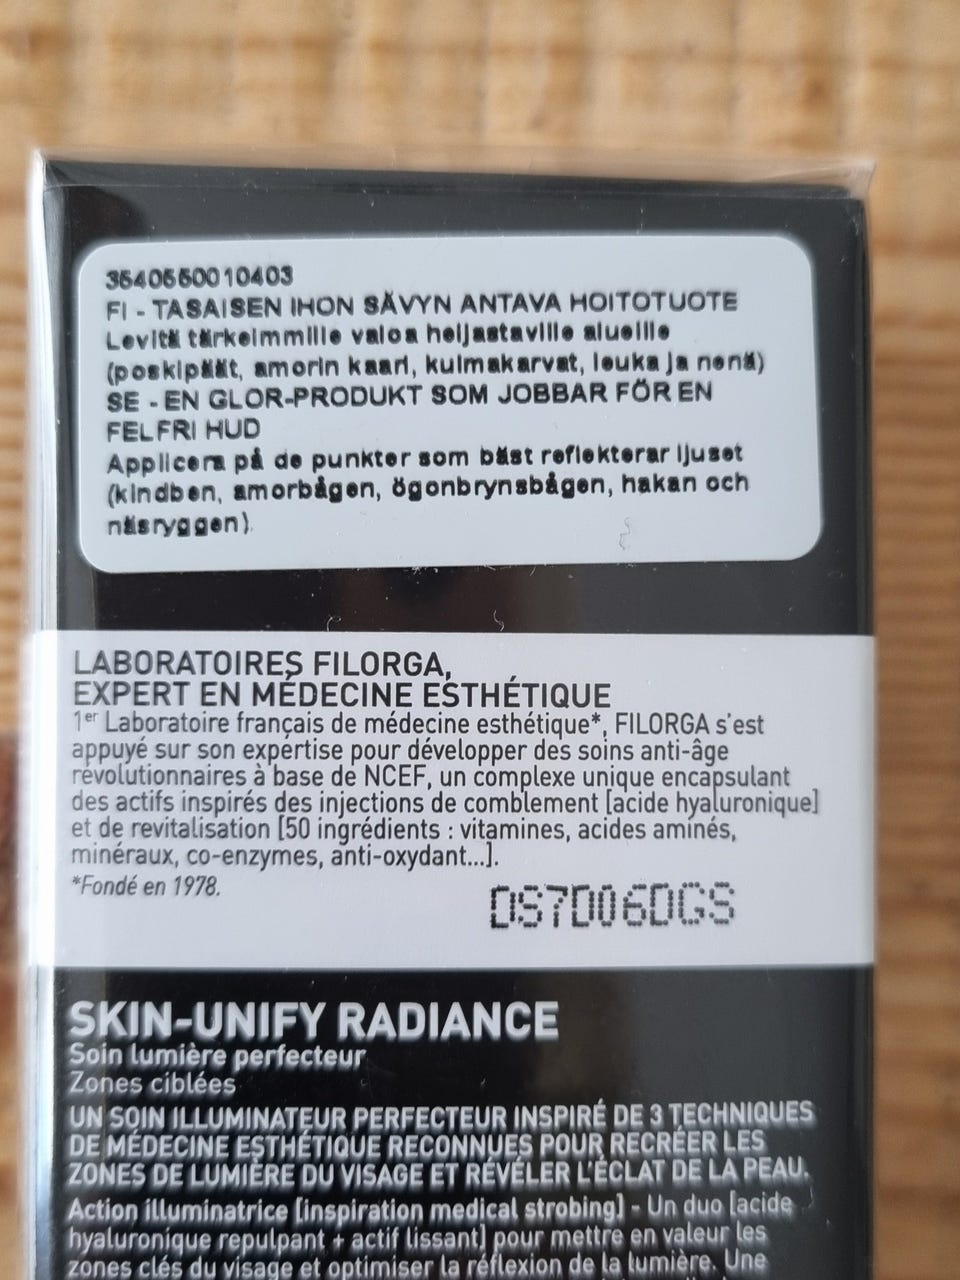 3540550010403
FI - TASAISEN IHON SÄVYN ANTAVA HOITOTUOTE
Levitä tärkeimmille valoa heijastaville alueille
(poskipäät, amorin kaari, kulmakarvat, leuka ja nenä)
SE - EN GLOR-PRODUKT SOM JOBBAR FÖR EN
FELFRI HUD
Applicera på de punkter som bäst reflekterar ljuset
(kindben, amorbågen, ögonbrynsbågen, hakan och
näsryggen)
LABORATOIRES FILORGA,
EXPERT EN MÉDECINE ESTHÉTIQUE
1er Laboratoire français de médecine esthétique*, FILORGA s'est
appuyé sur son expertise pour développer des soins anti-âge
révolutionnaires à base de NCEF, un complexe unique encapsulant
des actifs inspirés des injections de comblement [acide hyaluronique]
et de revitalisation [50 ingrédients : vitamines, acides aminés,
minéraux, co-enzymes, anti-oxydant...].
*Fondé en 1978.
DS7D06DGS
SKIN-UNIFY RADIANCE
Soin lumière perfecteur
Zones ciblées
UN SOIN ILLUMINATEUR PERFECTEUR INSPIRÉ DE 3 TECHNIQUES
DE MÉDECINE ESTHÉTIQUE RECONNUES POUR RECRÉER LES
ZONES DE LUMIÈRE DU VISAGE ET RÉVÉLER L'ÉCLAT DE LA PEAU.
Action illuminatrice [inspiration medical strobing] - Un duo [acide
hyaluronique repulpant + actif lissant] pour mettre en valeur les
zones clés du visage et optimiser la réflexion de la lumière. Une